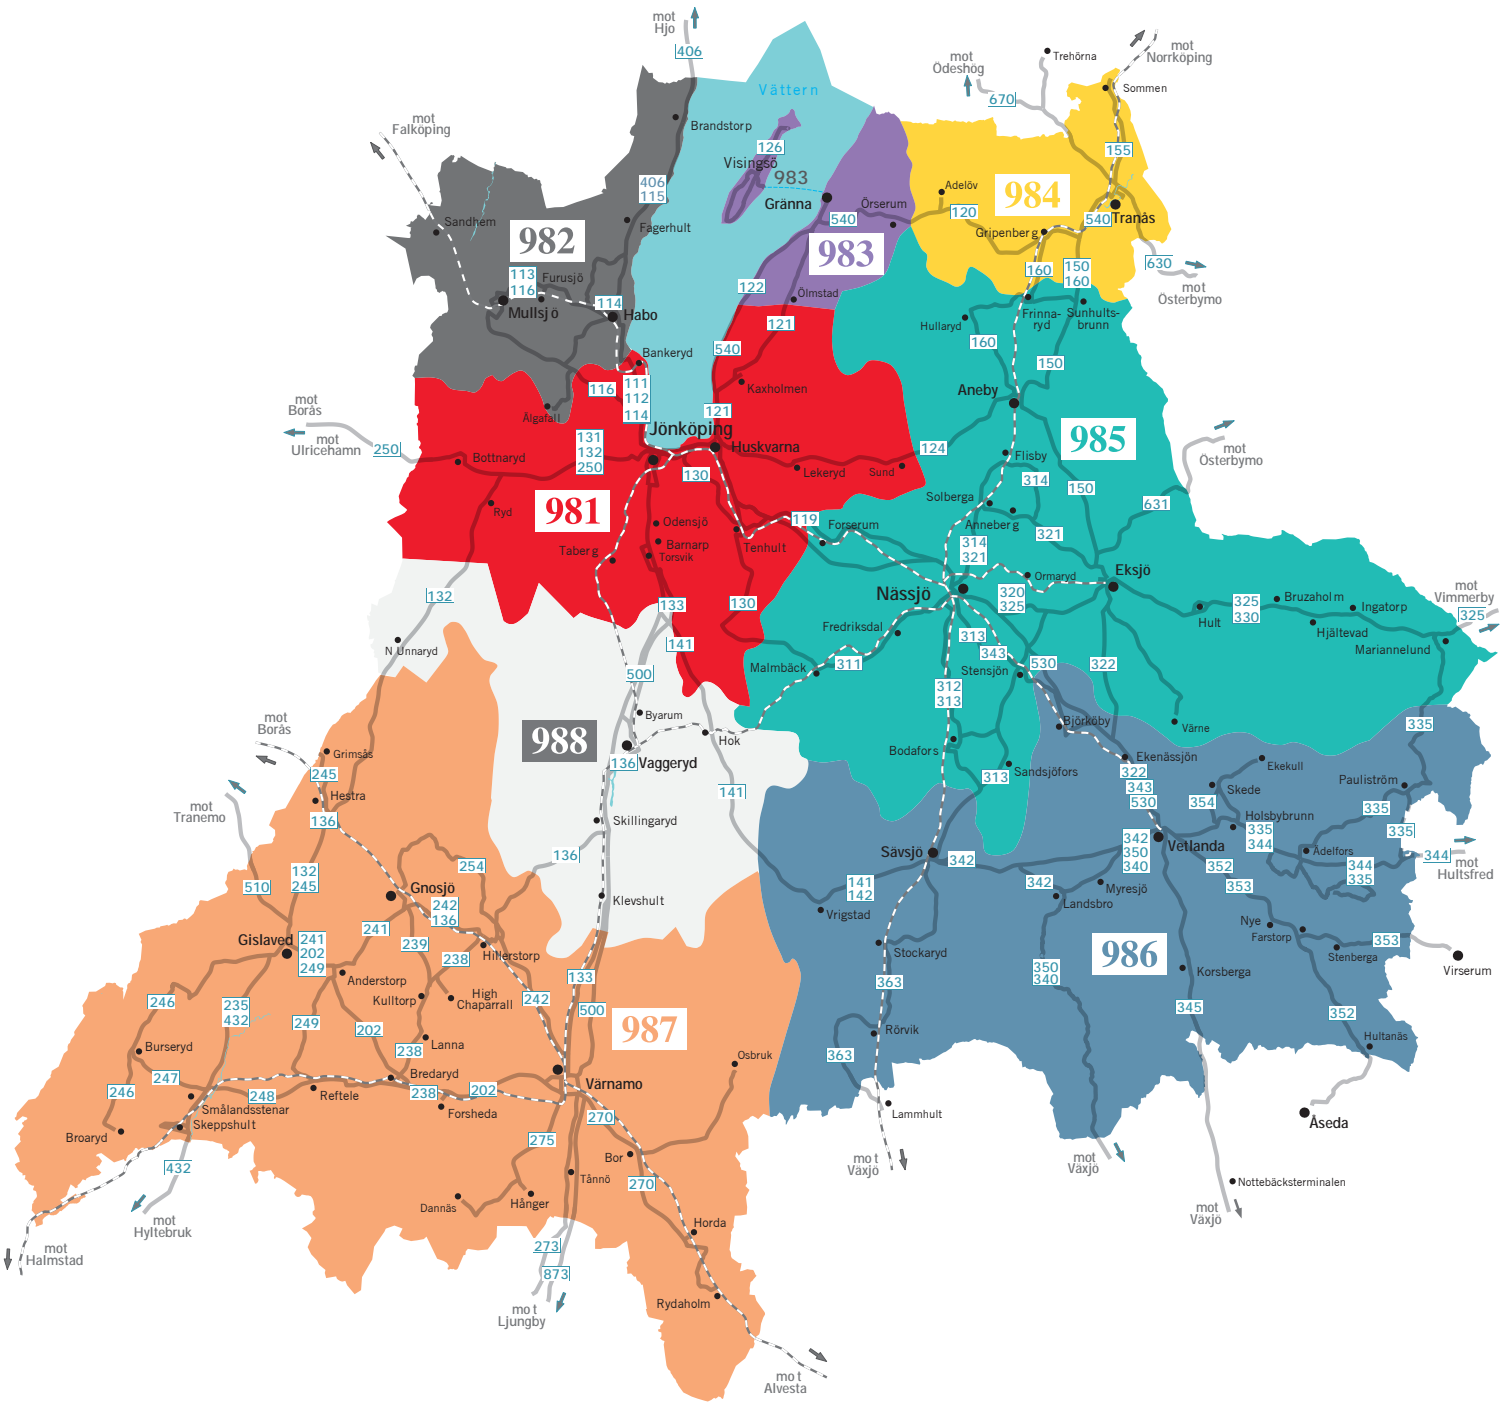 mot
Hjo
406
mot
Ödeshög
Trehörna
670
mot
Norrköping
Sommen
mot
Falköping
Vättern
Brandstorp
126
Visingsö
983
155
406
115
Gränna
Örserum
540
Adelöv
120
984
540
Tranås
Gripenberg
Sandhem
982
Fagerhult
983
630
mot
Österbymo
113
116
Furusjö
Mullsjö
114
Habo
122
Ölmstad
160
150
160
Frinna-
ryd
Sunhults-
brunn
Hullaryd
121
160
150
540
Bankeryd
116
111
112
114
Kaxholmen
Aneby
121
Älgafall
mot
Borås
mot
Ulricehamn
250
Jönköping
Huskvarna
131
132
250
985
mot
Österbymo
Bottnaryd
130
Lekeryd
Sund
124
Flisby
314
150
631
981
Ryd
Solberga
Anneberg
Odensjö
Barnarp
Torsvik
Taberg
Tenhult
119
Forserum
321
314
321
Ormaryd
Eksjö
Nässjö
320
325
132
133
130
N Unnaryd
141
Fredriksdal
313
343
311
Malmbäck
Stensjön
530
322
Hult
325
330
Bruzaholm
Ingatorp
Hjältevad
Mariannelund
mot
Vimmerby
325
500
312
313
Byarum
988
Hok
136
Vaggeryd
Bodafors
Björköby
Värne
335
Sandsjöfors
313
Ekenässjön
322
343
530
Ekekull
Skede
354
Pauliström
mot
Borås
Grimsås
245
Hestra
136
mot
Tranemo
141
Skillingaryd
136
Holsbybrunn
335
344
335
335
344
mot
Hultsfred
Sävsjö
342
342
350
340
Vetlanda
Ädelfors
344
335
352
353
132
245
254
510
Gnosjö
242
136
Klevshult
141
142
Vrigstad
342
Landsbro
Myresjö
Nye
Farstorp
353
Stenberga
Virserum
Gislaved
241
202
249
241
239
238
Hillerstorp
Stockaryd
986
350
340
Korsberga
Anderstorp
Kulltorp
High
Chaparrall
246
235
432
249
202
242
133
500
987
363
345
352
Lanna
238
Rörvik
363
Hultanäs
Burseryd
247
246
248
Reftele
Bredaryd
238
202
Forsheda
Värnamo
Osbruk
Smålandsstenar
Skeppshult
Broaryd
270
Lammhult
Åseda
275
Bor
270
432
mot
Hyltebruk
Tånnö
Dannäs
Hånger
mot
Växjö
mot
Växjö
Nottebäcksterminalen
mot
Växjö
Horda
mot
Halmstad
273
873
mot
Ljungby
Rydaholm
mot
Alvesta